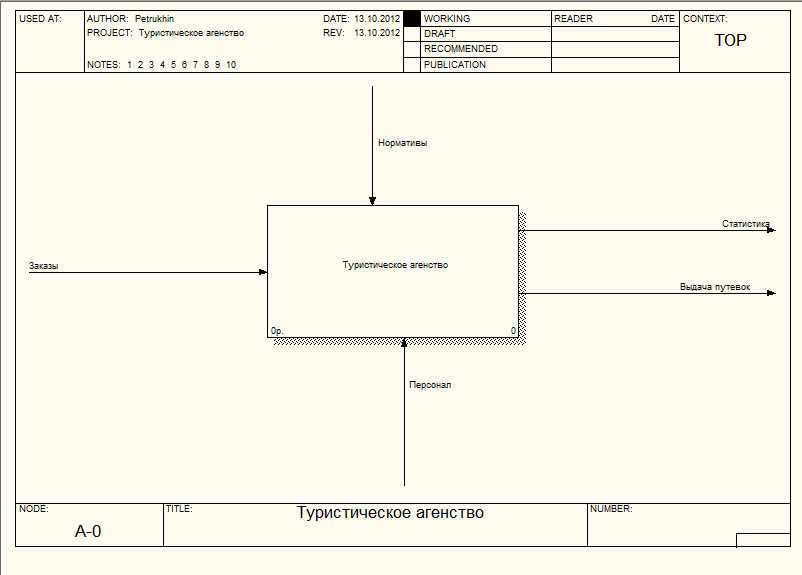 USED AT:
AUTHOR: Petrukhin
DATE: 13.10.2012
WORKING
READER
DATE
CONTEXT:
PROJECT: Туристическое агенство
REV: 13.10.2012
DRAFT
TOP
RECOMMENDED
NOTES: 1 2 3 4 5 6 7 8 9 10
PUBLICATION
Нормативы
Статистика
Заказы
Туристическое агенство
Выдача путевок
0р.
0
Персонал
NODE:
TITLE:
Туристическое агенство
NUMBER:
A-0